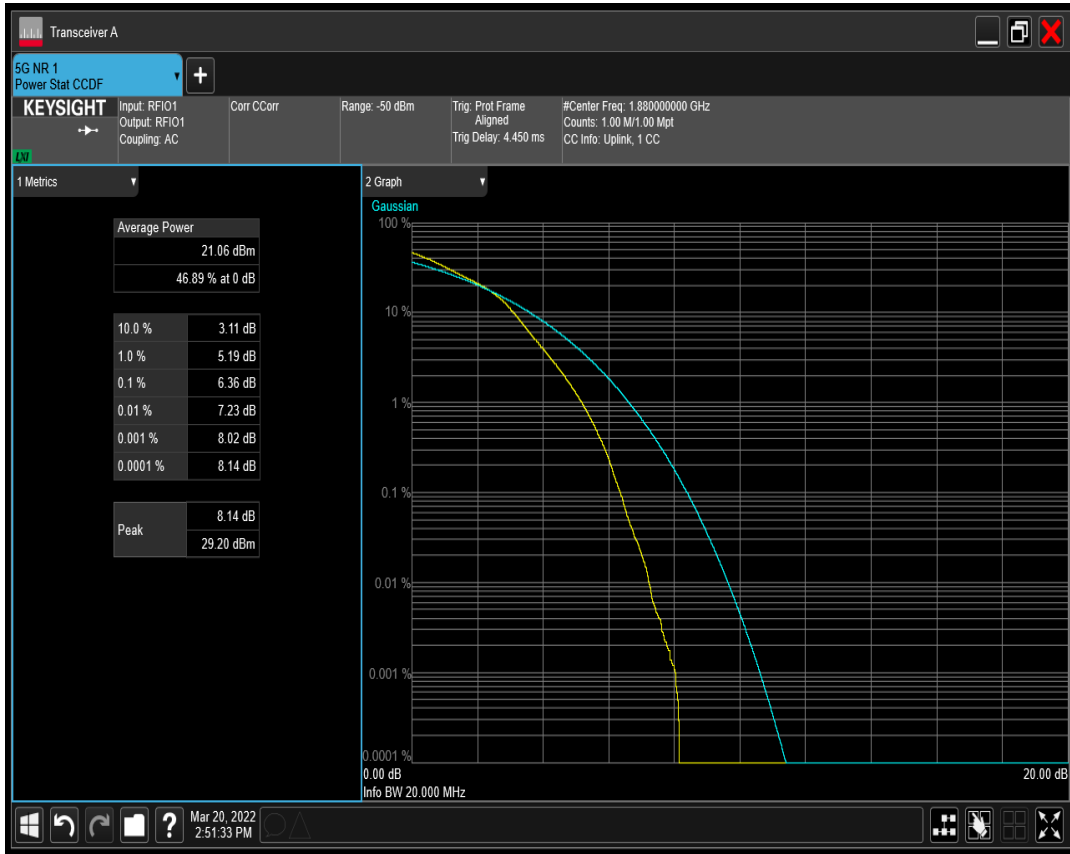 Transceiver A
5G NR 1
Power Stat CCDF
+
KEYSIGHT
LXI
Input: RFIO1
Output: RFIO1
Coupling: AC
Corr CCorr
Range: -50 dBm
Trig: Prot Frame
Aligned
Trig Delay: 4.450 ms
#Center Freq: 1.880000000 GHz
Counts: 1.00 M/1.00 Mpt
CC Info: Uplink, 1 CC
1 Metrics
Average Power
21.06 dBm
46.89 % at 0 dB
10.0 % 3.11 dB
1.0 % 5.19 dB
0.1 % 6.36 dB
0.01 % 7.23 dB
0.001 % 8.02 dB
0.0001 % 8.14 dB
Peak 8.14 dB
29.20 dBm
2 Graph
Gaussian
100 %
10 %
1 %
0.1 %
0.01 %
0.001 %
0.0001 %
0.00 dB 20.00 dB
Info BW 20.000 MHz
?
Mar 20, 2022
2:51:33 PM